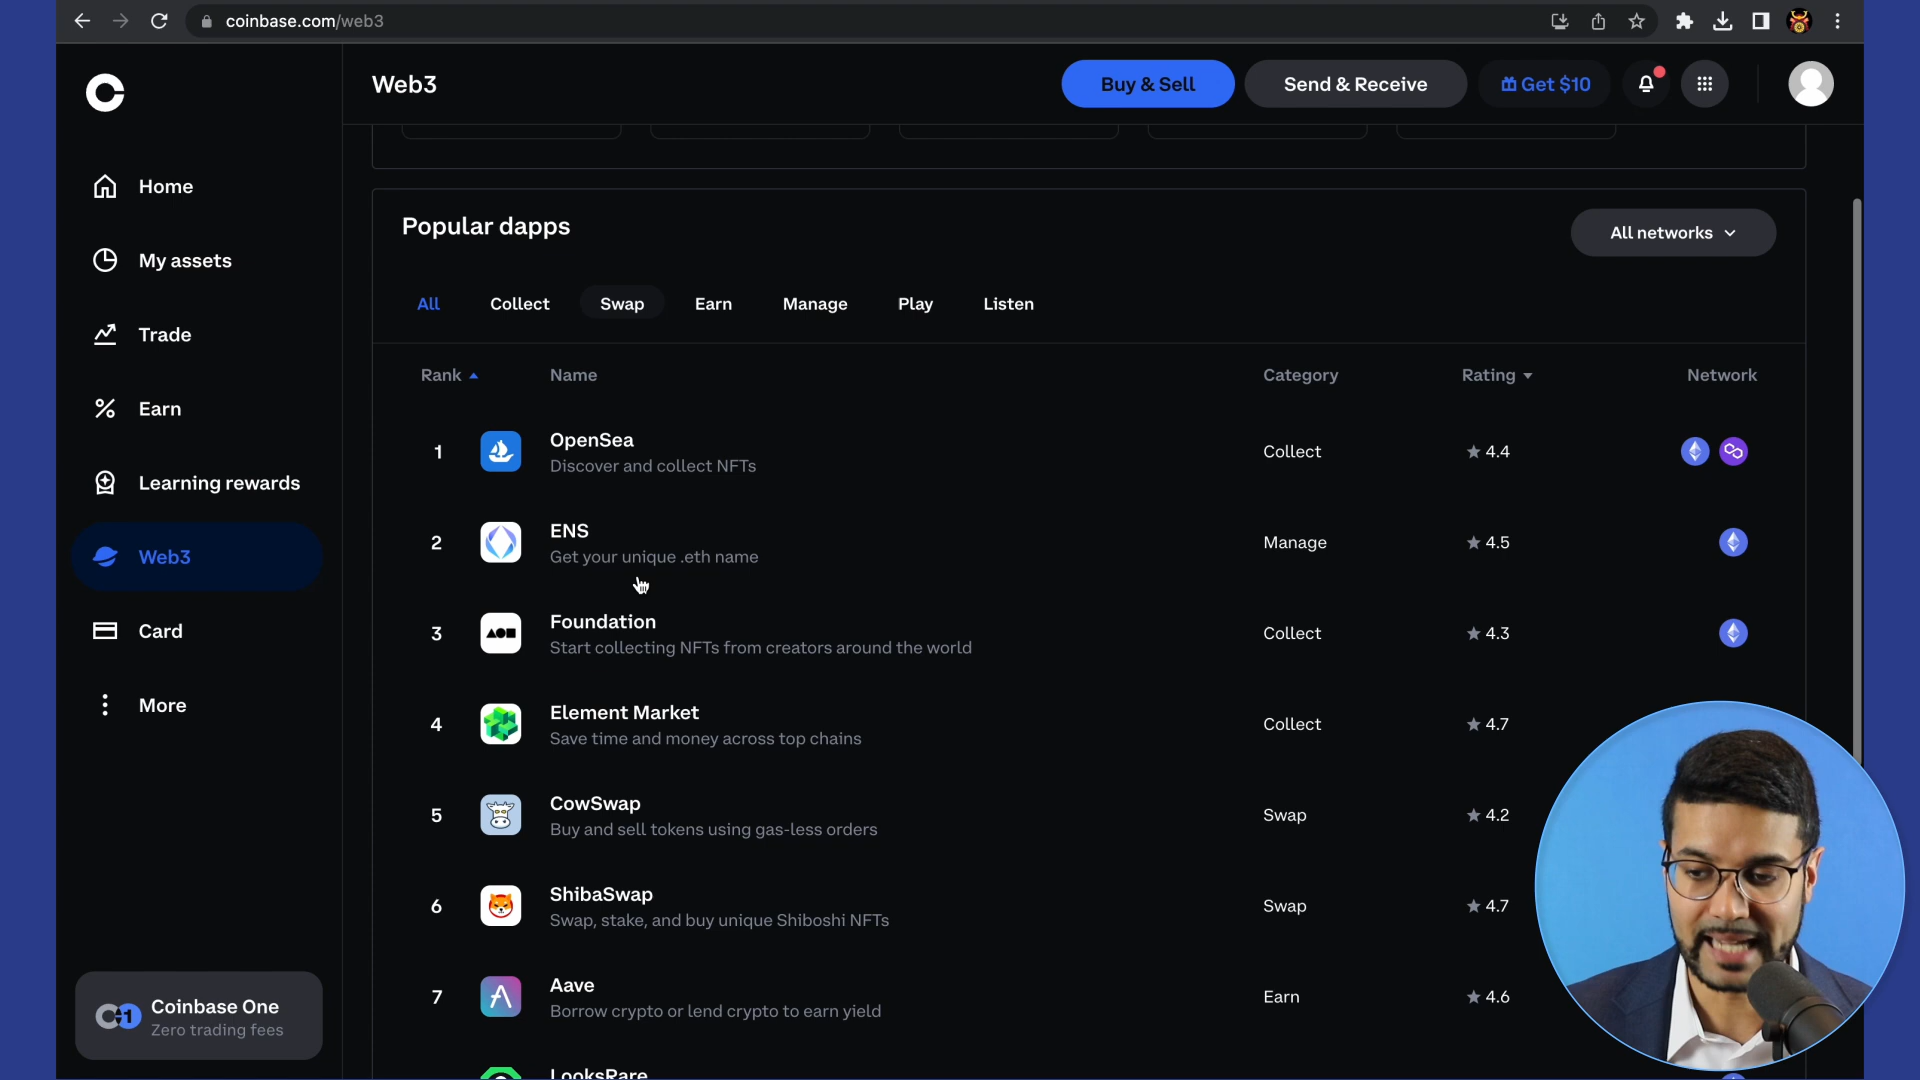 coinbase.com/web3
Web3
Buy & Sell
Send & Receive
Get $10
Home
My assets
Trade
Earn
Learning rewards
Web3
Card
More
Coinbase One
Zero trading fees
Popular dapps
All networks
All Collect Swap Earn Manage Play Listen
Rank Name Category Rating Network
1 OpenSea Collect 4.4
Discover and collect NFTs
2 ENS Manage 4.5
Get your unique .eth name
3 Foundation Collect 4.3
Start collecting NFTs from creators around the world
4 Element Market Collect 4.7
Save time and money across top chains
5 CowSwap Swap 4.2
Buy and sell tokens using gas-less orders
6 ShibaSwap Swap 4.7
Swap, stake, and buy unique Shiboshi NFTs
7 Aave Earn 4.6
Borrow crypto or lend crypto to earn yield
LooksRare